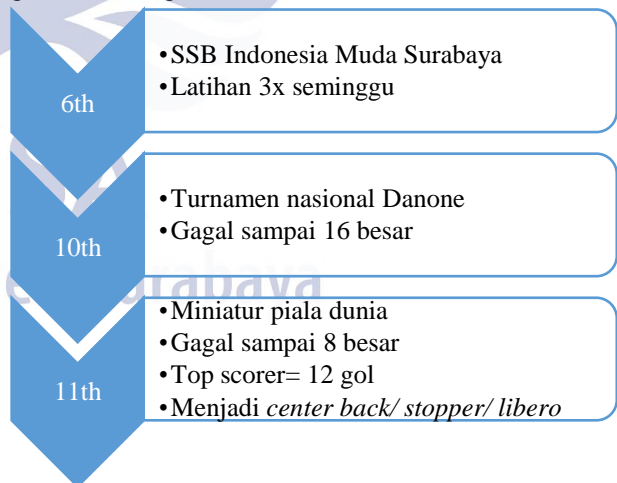 6th
•SSB Indonesia Muda Surabaya
•Latihan 3x seminggu
10th
•Turnamen nasional Danone
•Gagal sampai 16 besar
11th
•Miniatur piala dunia
•Gagal sampai 8 besar
•Top scorer= 12 gol
•Menjadi center back/ stopper/ libero